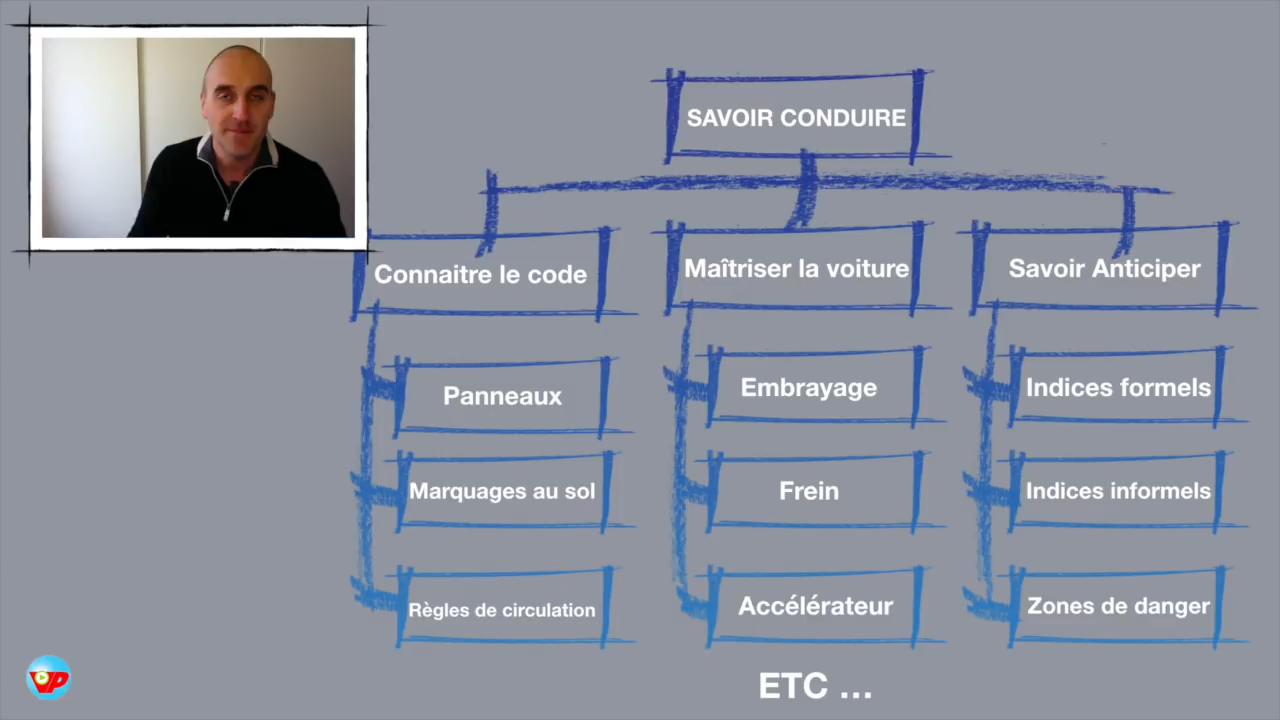 SAVOIR CONDUIRE
Connaitre le code
Panneaux
Marquages au sol
Règles de circulation
Maîtriser la voiture
Embrayage
Frein
Accélérateur
Savoir Anticiper
Indices formels
Indices informels
Zones de danger
ETC ...
VP